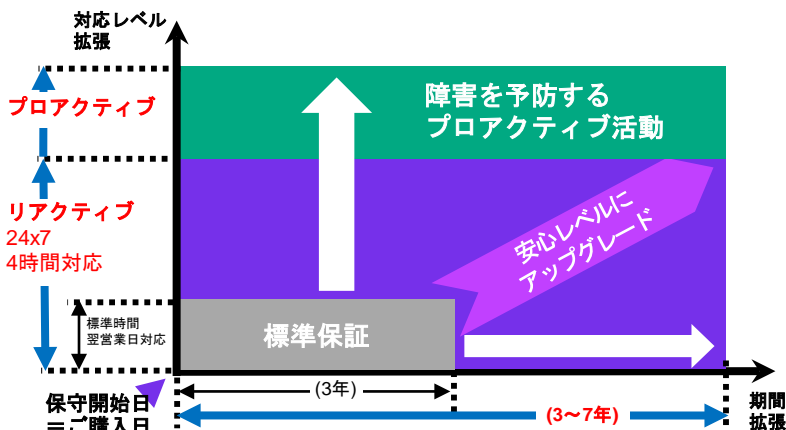 対応レベル
拡張
プロアクティブ
障害を予防する
プロアクティブ活動
リアクティブ
24x7
4時間対応
安心レベルに
アップグレード
標準時間
翌営業日対応
標準保証
保守開始日
＝ご購入日
(3年)
(3～7年)
期間
拡張